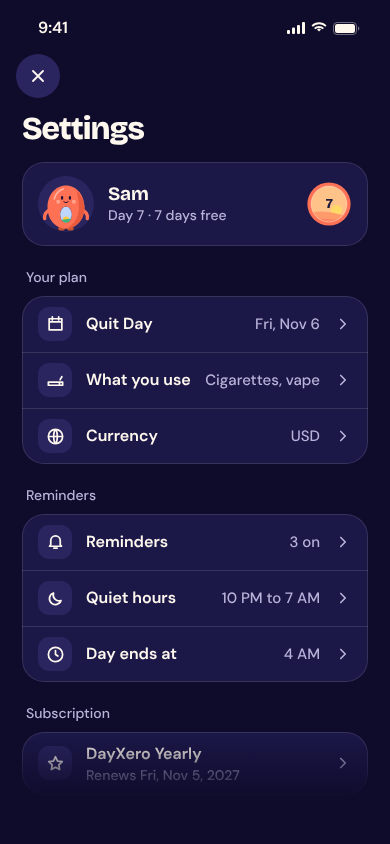 9:41
Settings
Sam
Day 7 · 7 days free
7
Your plan
Quit Day Fri, Nov 6
What you use Cigarettes, vape
Currency USD
Reminders
Reminders 3 on
Quiet hours 10 PM to 7 AM
Day ends at 4 AM
Subscription
DayXero Yearly
Renews Fri, Nov 5, 2027